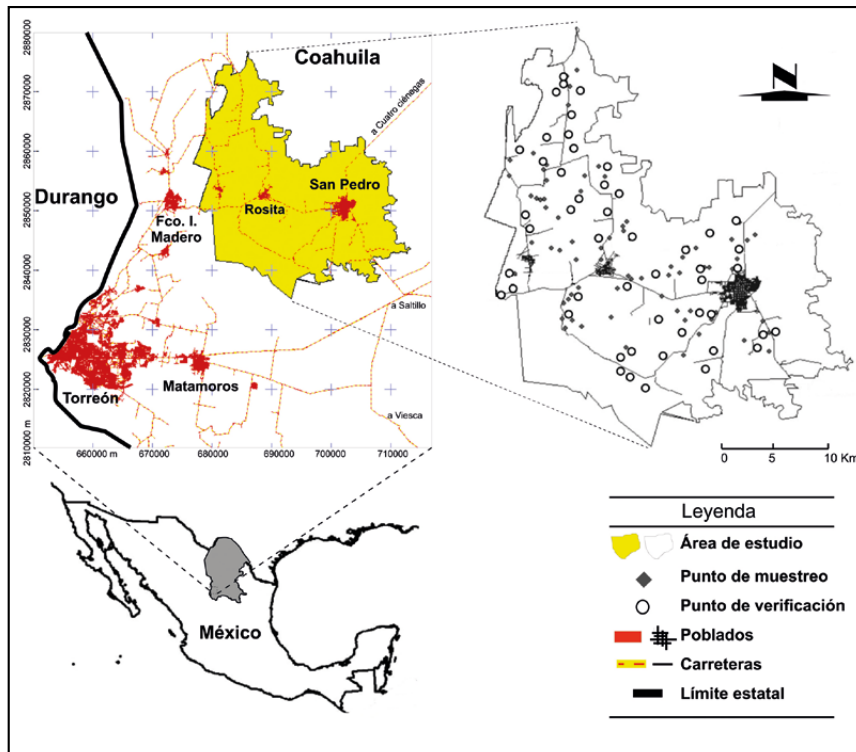 Coahuila
a Cuatro ciénegas
Durango
San Pedro
Rosita
Fco. I.
Madero
a Saltillo
Matamoros
Torreón
a Viesca
2880000
2870000
2860000
2850000
2840000
2830000
2820000
2810000 m
660000 m
670000
680000
690000
700000
710000
N
0 5 10 Km
México
Leyenda
Área de estudio
Punto de muestreo
Punto de verificación
Poblados
Carreteras
Límite estatal